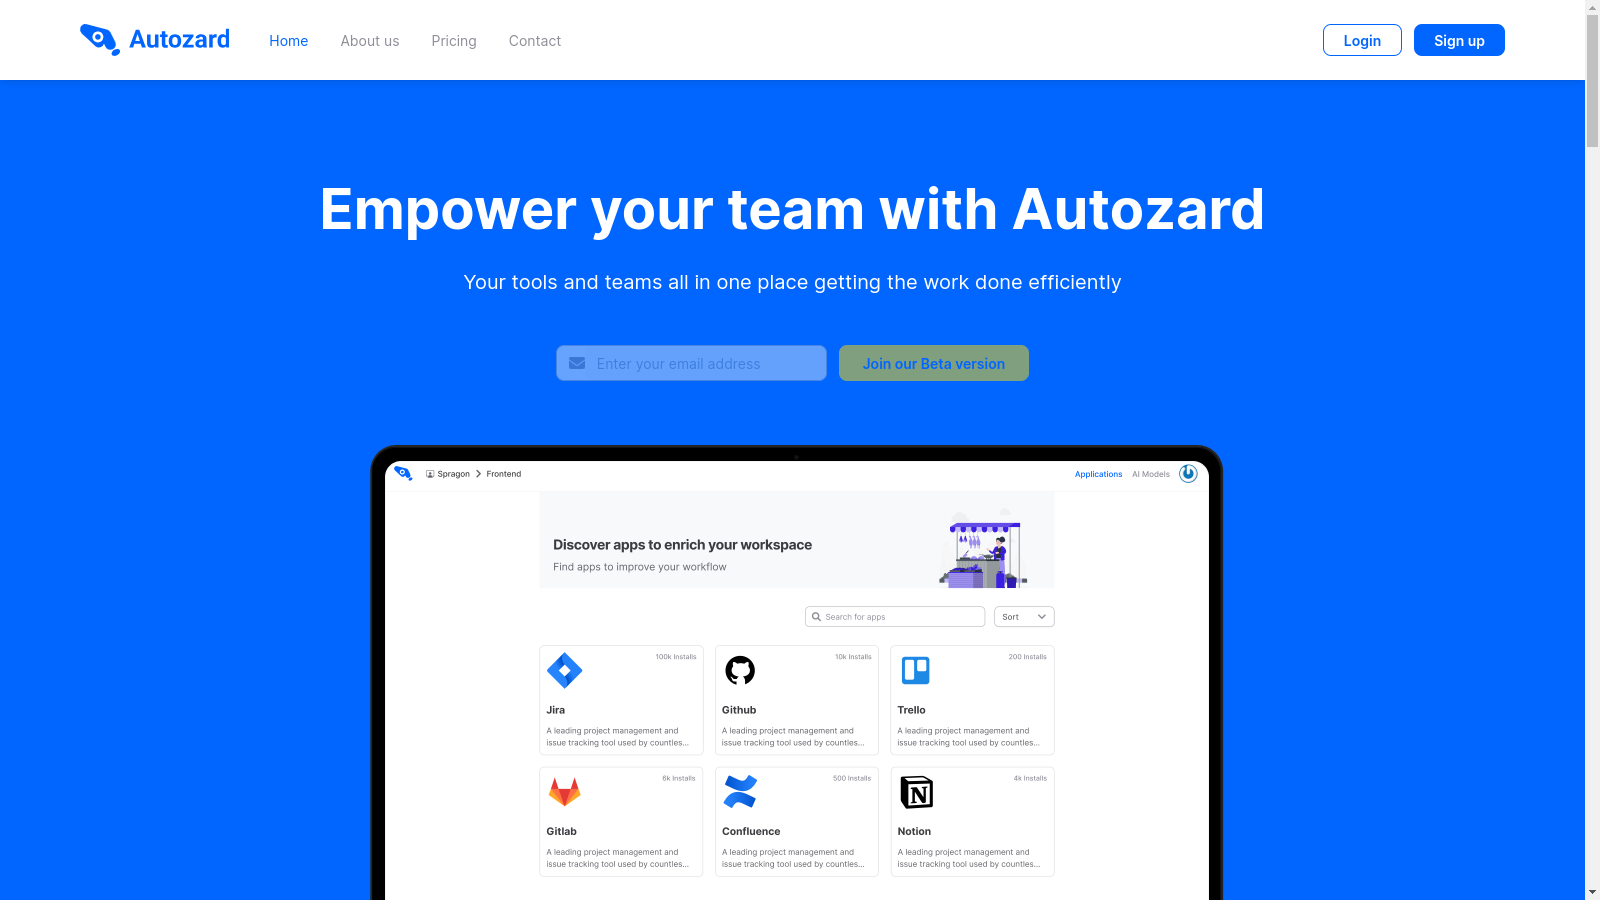 Autozard
Home
About us
Pricing
Contact
Login
Sign up
Empower your team with Autozard
Your tools and teams all in one place getting the work done efficiently
Enter your email address
Join our Beta version
Spragon
Frontend
Applications
AI Models
Discover apps to enrich your workspace
Find apps to improve your workflow
Search for apps
Sort
100k Installs
Jira
A leading project management and
issue tracking tool used by countles...
10k Installs
Github
A leading project management and
issue tracking tool used by countles...
200 Installs
Trello
A leading project management and
issue tracking tool used by countles...
6k Installs
Gitlab
A leading project management and
issue tracking tool used by countles...
500 Installs
Confluence
A leading project management and
issue tracking tool used by countles...
4k Installs
Notion
A leading project management and
issue tracking tool used by countles...